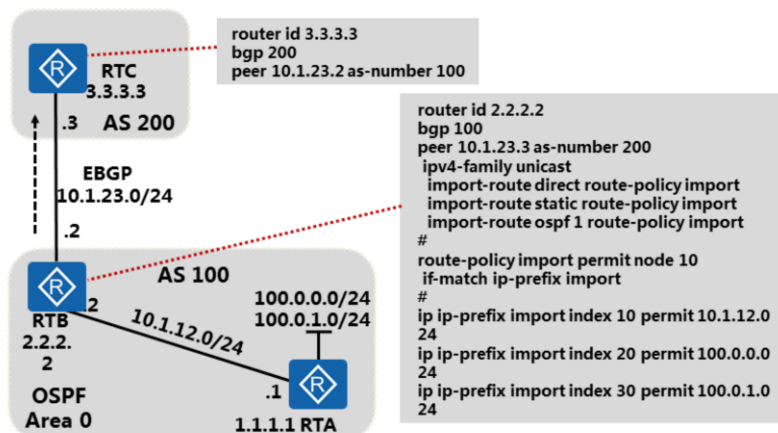 router id 3.3.3.3
bgp 200
peer 10.1.23.2 as-number 100
R
RTC
3.3.3.3
.3
AS 200
EBGP
10.1.23.0/24
.2
router id 2.2.2.2
bgp 100
peer 10.1.23.3 as-number 200
ipv4-family unicast
import-route direct route-policy import
import-route static route-policy import
import-route ospf 1 route-policy import
#
route-policy import permit node 10
if-match ip-prefix import
#
ip ip-prefix import index 10 permit 10.1.12.0
24
ip ip-prefix import index 20 permit 100.0.0.0
24
ip ip-prefix import index 30 permit 100.0.1.0
24
AS 100
R
.2
RTB
2.2.2.
2
10.1.12.0/24
100.0.0.0/24
100.0.1.0/24
OSPF
Area 0
.1
R
1.1.1.1 RTA